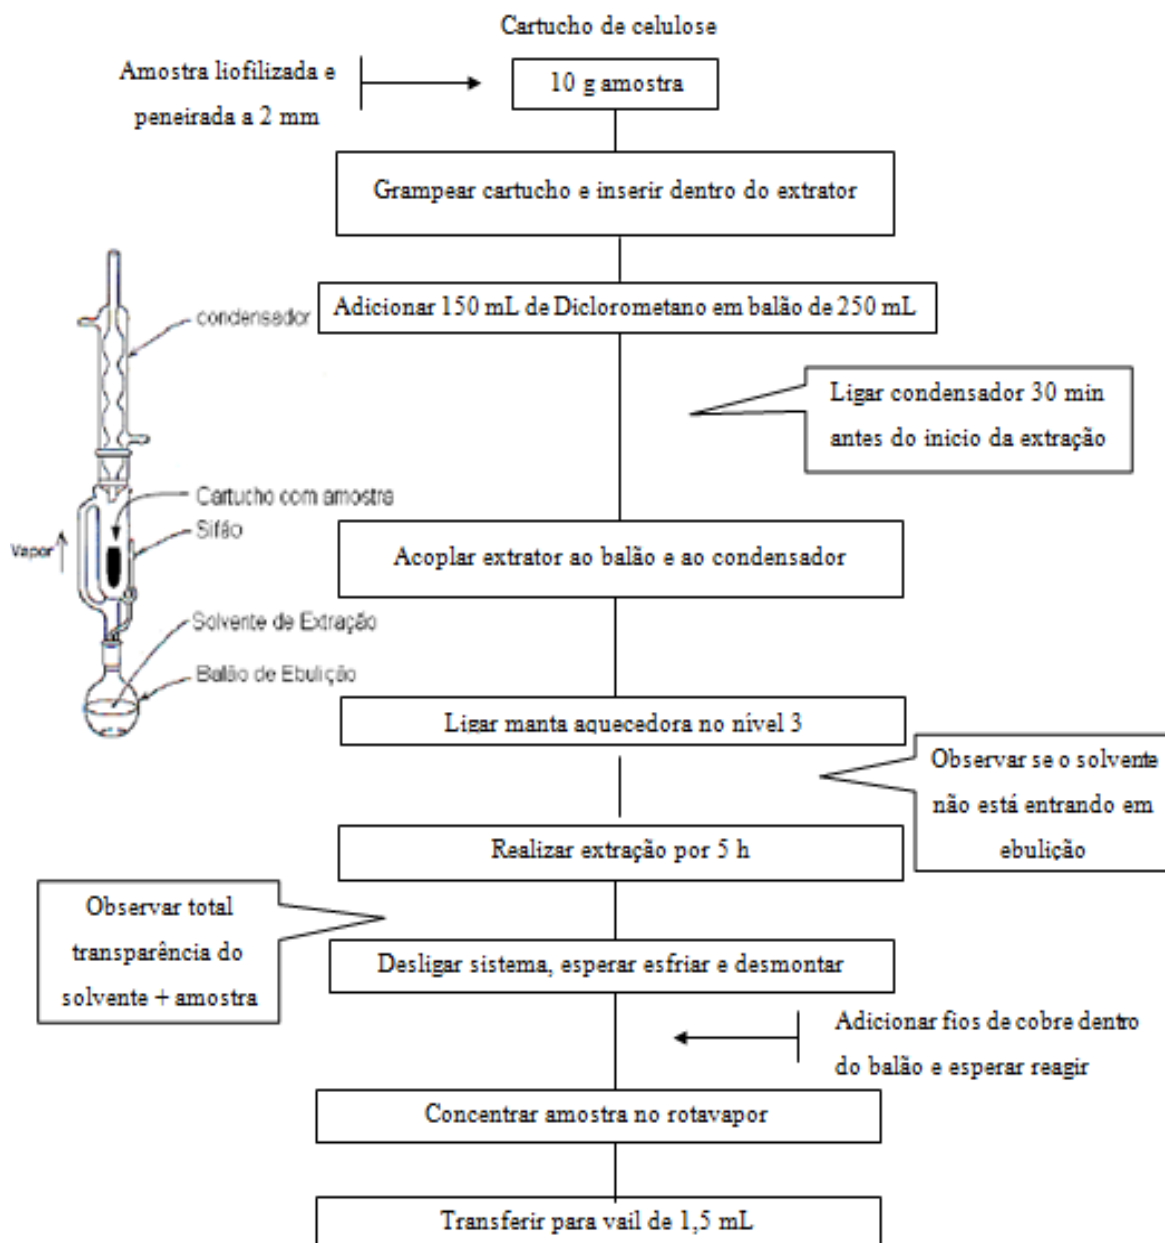 Cartucho de celulose
Amostra liofilizada e
peneirada a 2 mm
10 g amostra
Grampear cartucho e inserir dentro do extrator
Adicionar 150 mL de Diclorometano em balão de 250 mL
Ligar condensador 30 min
antes do inicio da extração
condensador
Cartucho com amostra
Sifão
Vapor
Solvente de Extração
Balão de Ebulição
Acoplar extrator ao balão e ao condensador
Ligar manta aquecedora no nível 3
Observar se o solvente
não está entrando em
ebulição
Realizar extração por 5 h
Observar total
transparência do
solvente + amostra
Desligar sistema, esperar esfriar e desmontar
Adicionar fios de cobre dentro
do balão e esperar reagir
Concentrar amostra no rotavapor
Transferir para vail de 1,5 mL